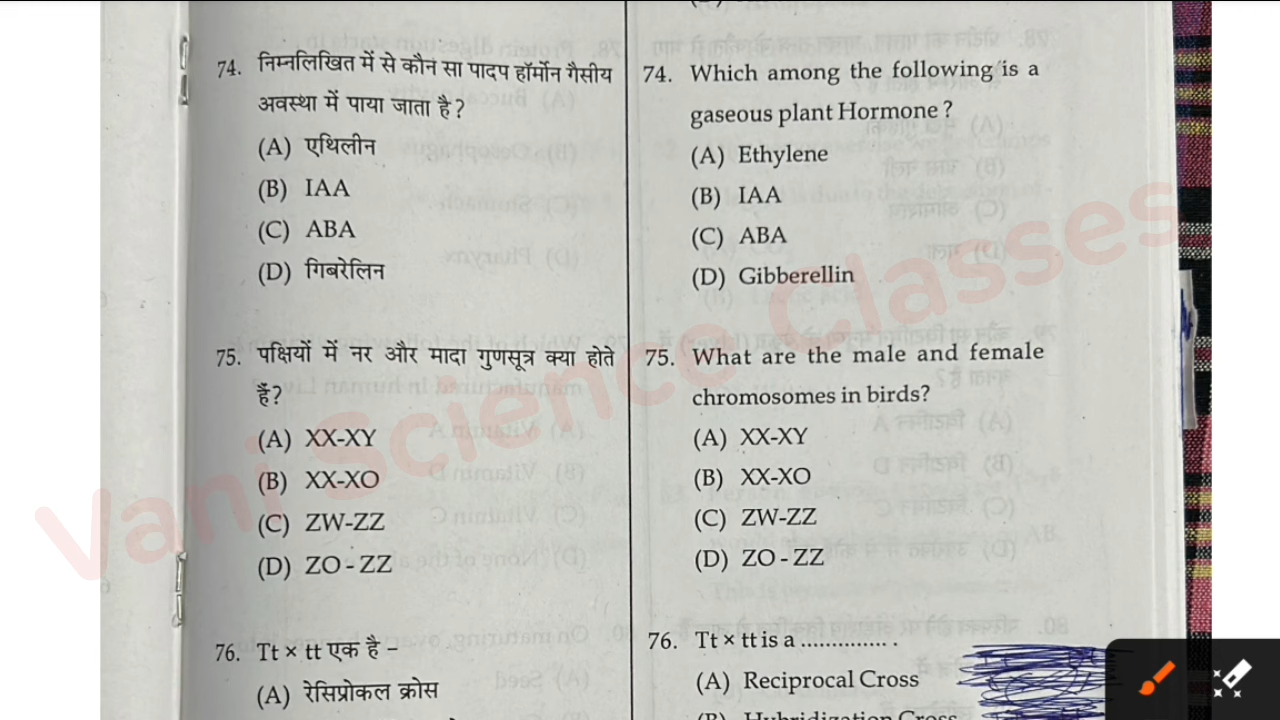 74. निम्नलिखित में से कौन सा पादप हॉर्मोन गैसीय
अवस्था में पाया जाता है?
(A) एथिलीन
(B) IAA
(C) ABA
(D) गिबरेलिन
75. पक्षियों में नर और मादा गुणसूत्र क्या होते
हैं?
(A) XX-XY
(B) XX-XO
(C) ZW-ZZ
(D) ZO - ZZ
76. Tt × tt एक है –
(A) रेसिप्रोकल क्रोस
74. Which among the following is a
gaseous plant Hormone ?
(A) Ethylene
(B) IAA
(C) ABA
(D) Gibberellin
75. What are the male and female
chromosomes in birds?
(A) XX-XY
(B) XX-XO
(C) ZW-ZZ
(D) ZO - ZZ
76. Tt × tt is a ............... .
(A) Reciprocal Cross
(B) Hybridization Cross
Vani Science Classes